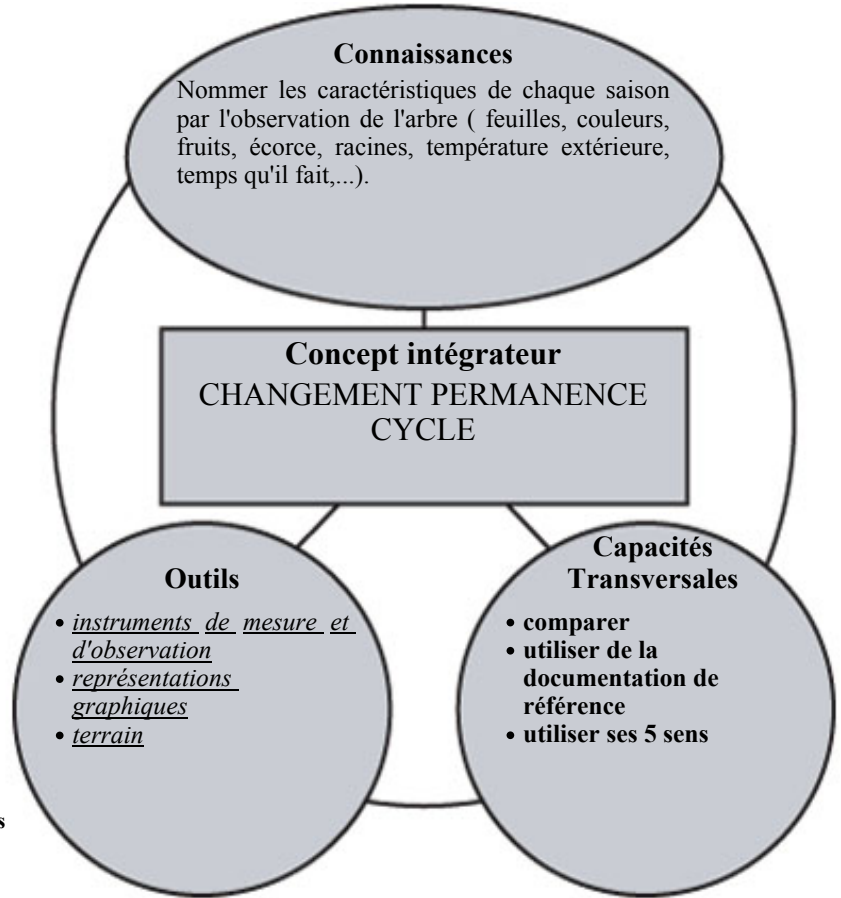 Connaissances
Nommer les caractéristiques de chaque saison
par l'observation de l'arbre ( feuilles, couleurs,
fruits, écorce, racines, température extérieure,
temps qu'il fait,...).
Concept intégrateur
CHANGEMENT PERMANENCE
CYCLE
Outils
• instruments de mesure et
d'observation
• représentations
graphiques
• terrain
Capacités
Transversales
• comparer
• utiliser de la
documentation de
référence
• utiliser ses 5 sens
s